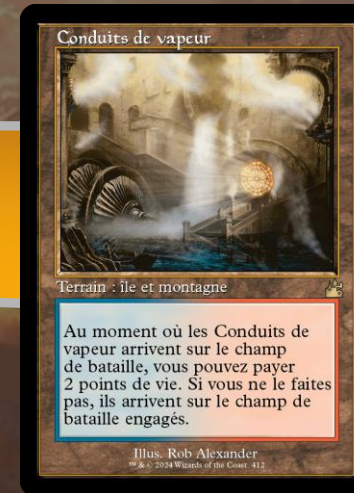 Conduits de vapeur
Terrain : île et montagne
Au moment où les Conduits de
vapeur arrivent sur le champ
de bataille, vous pouvez payer
2 points de vie. Si vous ne le faites
pas, ils arrivent sur le champ de
bataille engagés.
Illus. Rob Alexander
™ & © 2024 Wizards of the Coast 412